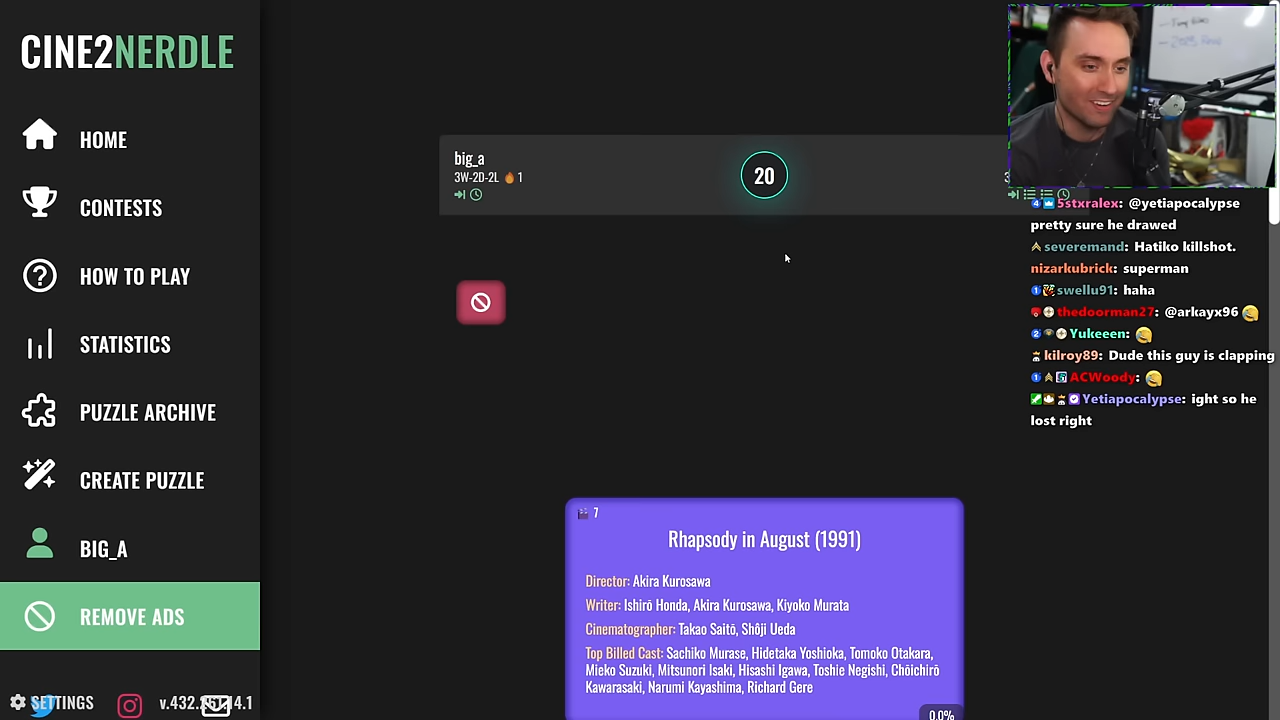 CINE2NERDLE
HOME
CONTESTS
HOW TO PLAY
STATISTICS
PUZZLE ARCHIVE
CREATE PUZZLE
BIG_A
REMOVE ADS
SETTINGS
big_a
3W-2D-2L 1
20
3
7
Rhapsody in August (1991)
Director: Akira Kurosawa
Writer: Ishirō Honda, Akira Kurosawa, Kiyoko Murata
Cinematographer: Takao Saitō, Shôji Ueda
Top Billed Cast: Sachiko Murase, Hidetaka Yoshioka, Tomoko Otakara,
Mieko Suzuki, Mitsunori Isaki, Hisashi Igawa, Toshie Negishi, Chôichirô
Kawarasaki, Narumi Kayashima, Richard Gere
0.0%
5stxralex: @yetiapocalypse
pretty sure he drawed
severemand: Hatiko killshot.
nizarkubrick: superman
swellu91: haha
thedoorman27: @arkayx96
Yukeeen:
kilroy89: Dude this guy is clapping
ACWoody:
Yetiapocalypse: ight so he
lost right